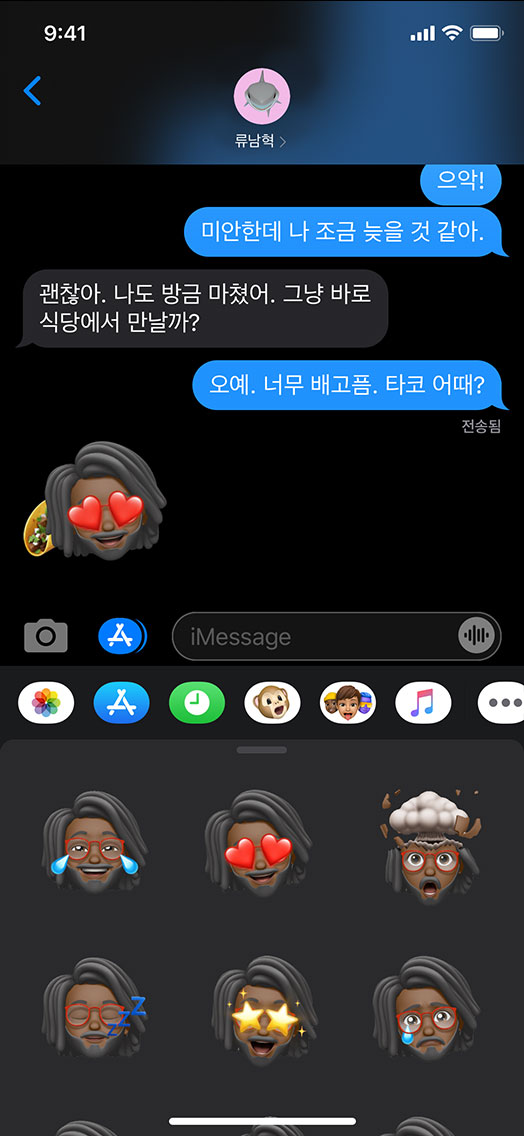 9:41
류남혁
으악!
미안한데 나 조금 늦을 것 같아.
괜찮아. 나도 방금 마쳤어. 그냥 바로
식당에서 만날까?
오예. 너무 배고픔. 타코 어때?
전송됨
iMessage
ZZZ